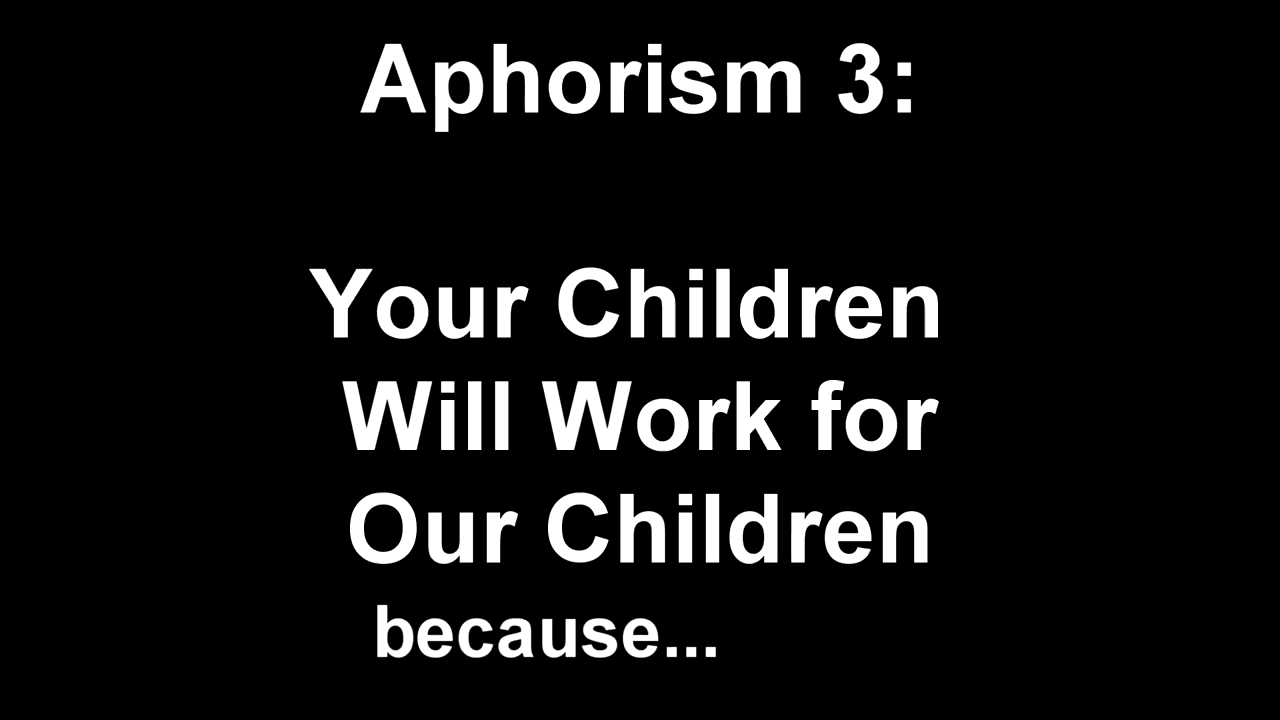 Aphorism 3:
Your Children
Will Work for
Our Children
because...